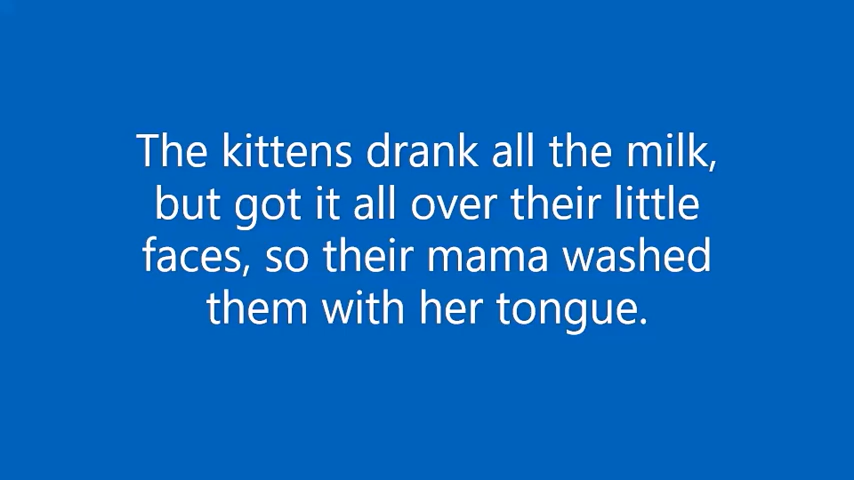 The kittens drank all the milk,
but got it all over their little
faces, so their mama washed
them with her tongue.